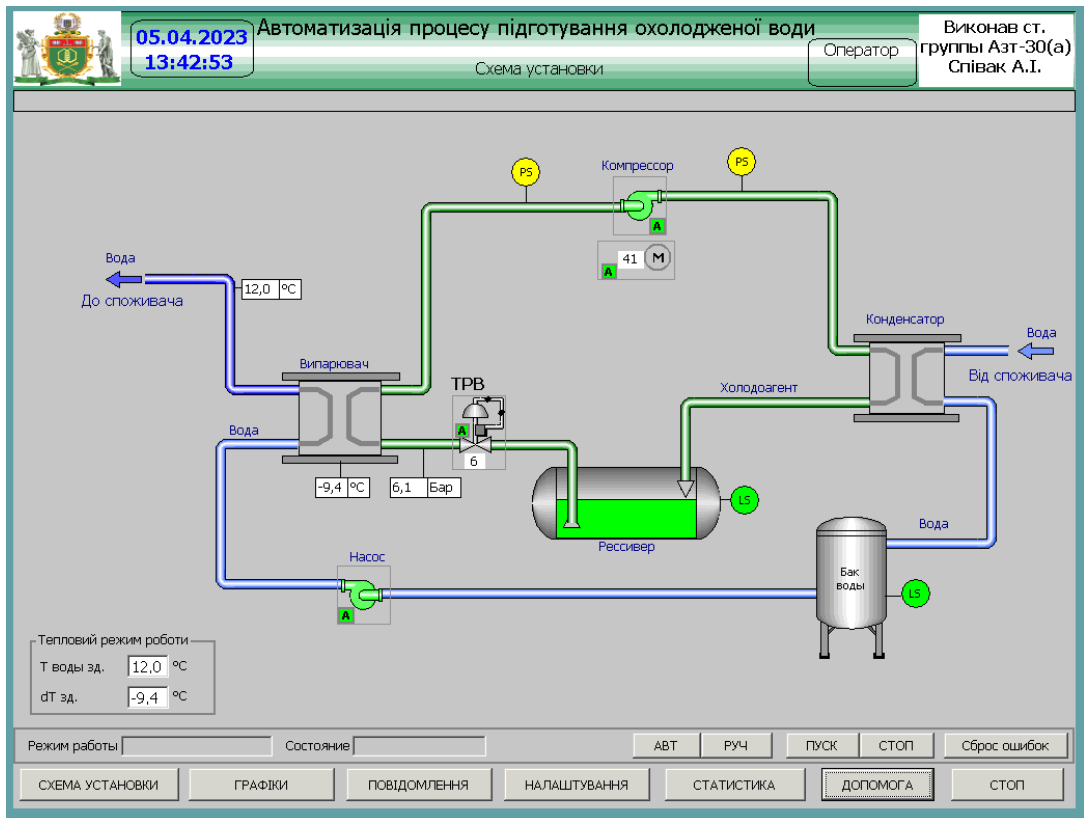 05.04.2023
13:42:53
Автоматизація процесу підготування охолодженої води
Схема установки
Оператор
Виконав ст.
группы Азт-30(а)
Співак А.І.
PS
Компрессор
PS
A
41 M
A
Вода
До споживача
12,0 ºC
Конденсатор
Вода
Від споживача
Випарювач
ТРВ
Холодоагент
Вода
A
6
-9,4 ºC
6,1 Бар
LS
Рессивер
Вода
Насос
A
Бак
воды
LS
Тепловий режим роботи
Т воды зд. 12,0 ºC
dT зд. -9,4 ºC
Режим работы
Состояние
АВТ
РУЧ
ПУСК
СТОП
Сброс ошибок
СХЕМА УСТАНОВКИ
ГРАФІКИ
ПОВІДОМЛЕННЯ
НАЛАШТУВАННЯ
СТАТИСТИКА
ДОПОМОГА
СТОП